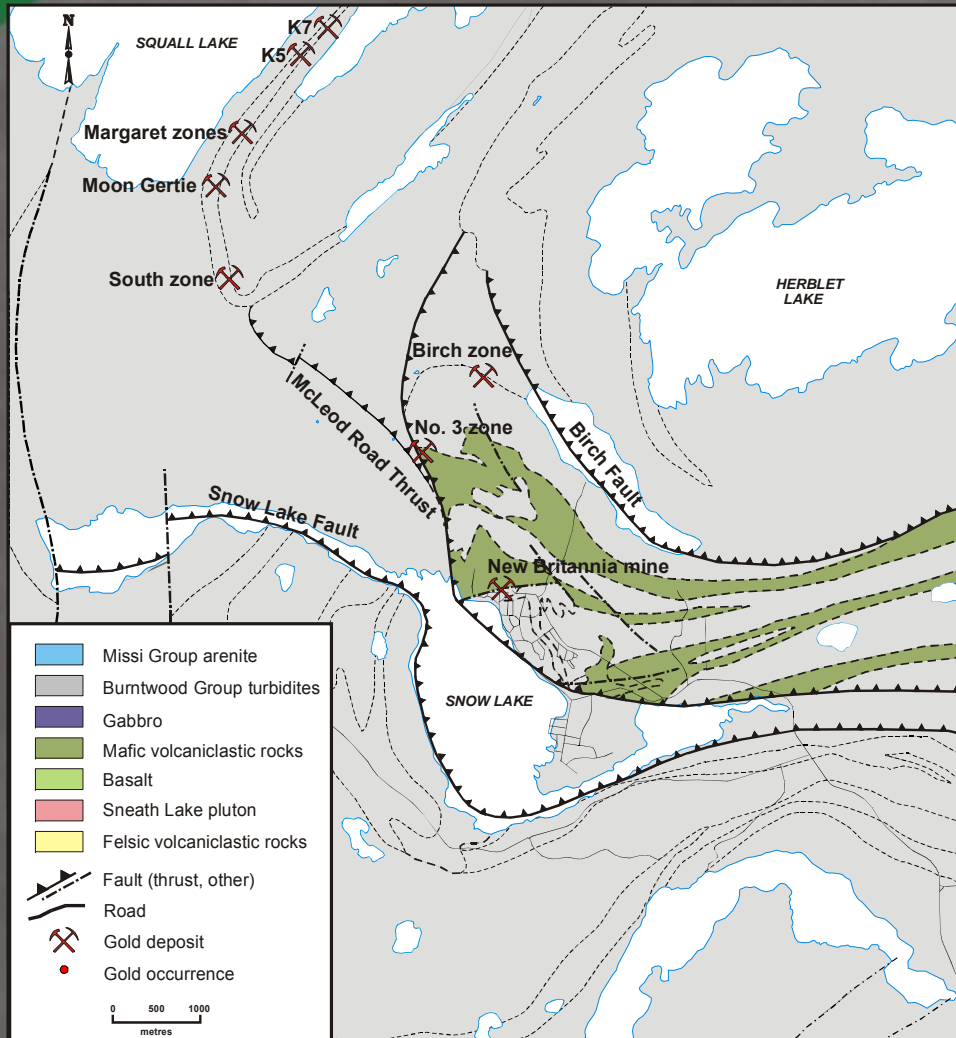 N
SQUALL LAKE
K7
K5
Margaret zones
Moon Gertie
South zone
HERBLET
LAKE
Birch zone
McLeod Road Thrust
No. 3 zone
Birch Fault
Snow Lake Fault
New Britannia mine
SNOW LAKE
Missi Group arenite
Burntwood Group turbidites
Gabbro
Mafic volcaniclastic rocks
Basalt
Sneath Lake pluton
Felsic volcaniclastic rocks
Fault (thrust, other)
Road
Gold deposit
Gold occurrence
0 500 1000
metres